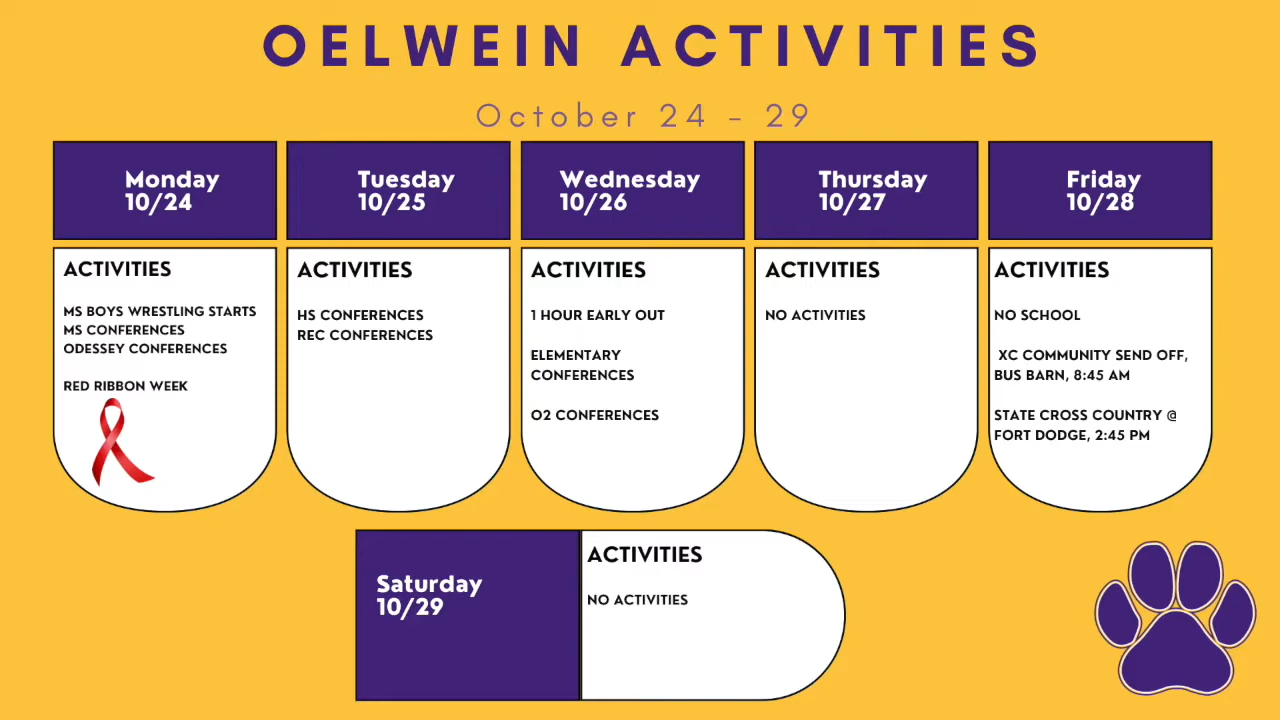 OELWEIN ACTIVITIES
October 24 - 29
Monday
10/24
ACTIVITIES
MS BOYS WRESTLING STARTS
MS CONFERENCES
ODESSEY CONFERENCES
RED RIBBON WEEK
Tuesday
10/25
ACTIVITIES
HS CONFERENCES
REC CONFERENCES
Wednesday
10/26
ACTIVITIES
1 HOUR EARLY OUT
ELEMENTARY
CONFERENCES
O2 CONFERENCES
Thursday
10/27
ACTIVITIES
NO ACTIVITIES
Friday
10/28
ACTIVITIES
NO SCHOOL
XC COMMUNITY SEND OFF,
BUS BARN, 8:45 AM
STATE CROSS COUNTRY @
FORT DODGE, 2:45 PM
Saturday
10/29
ACTIVITIES
NO ACTIVITIES